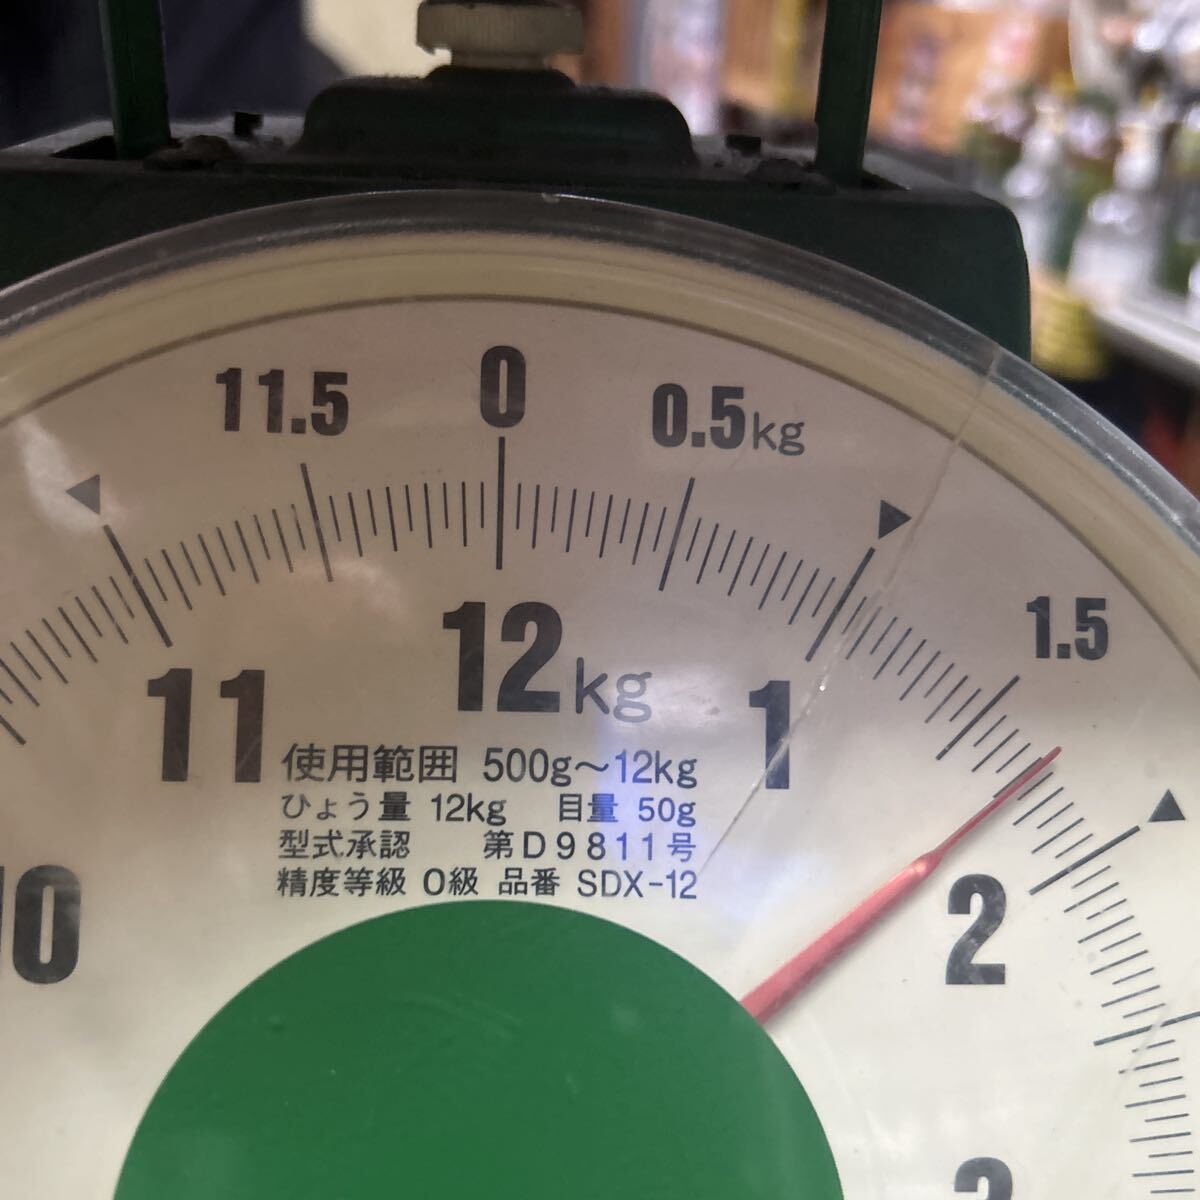 11.5
0
0.5kg
1.5
11
12kg
1
使用範囲 500g～12kg
ひょう量 12kg 目量 50g
型式承認 第D9811号
精度等級 0級 品番 SDX-12
10
2